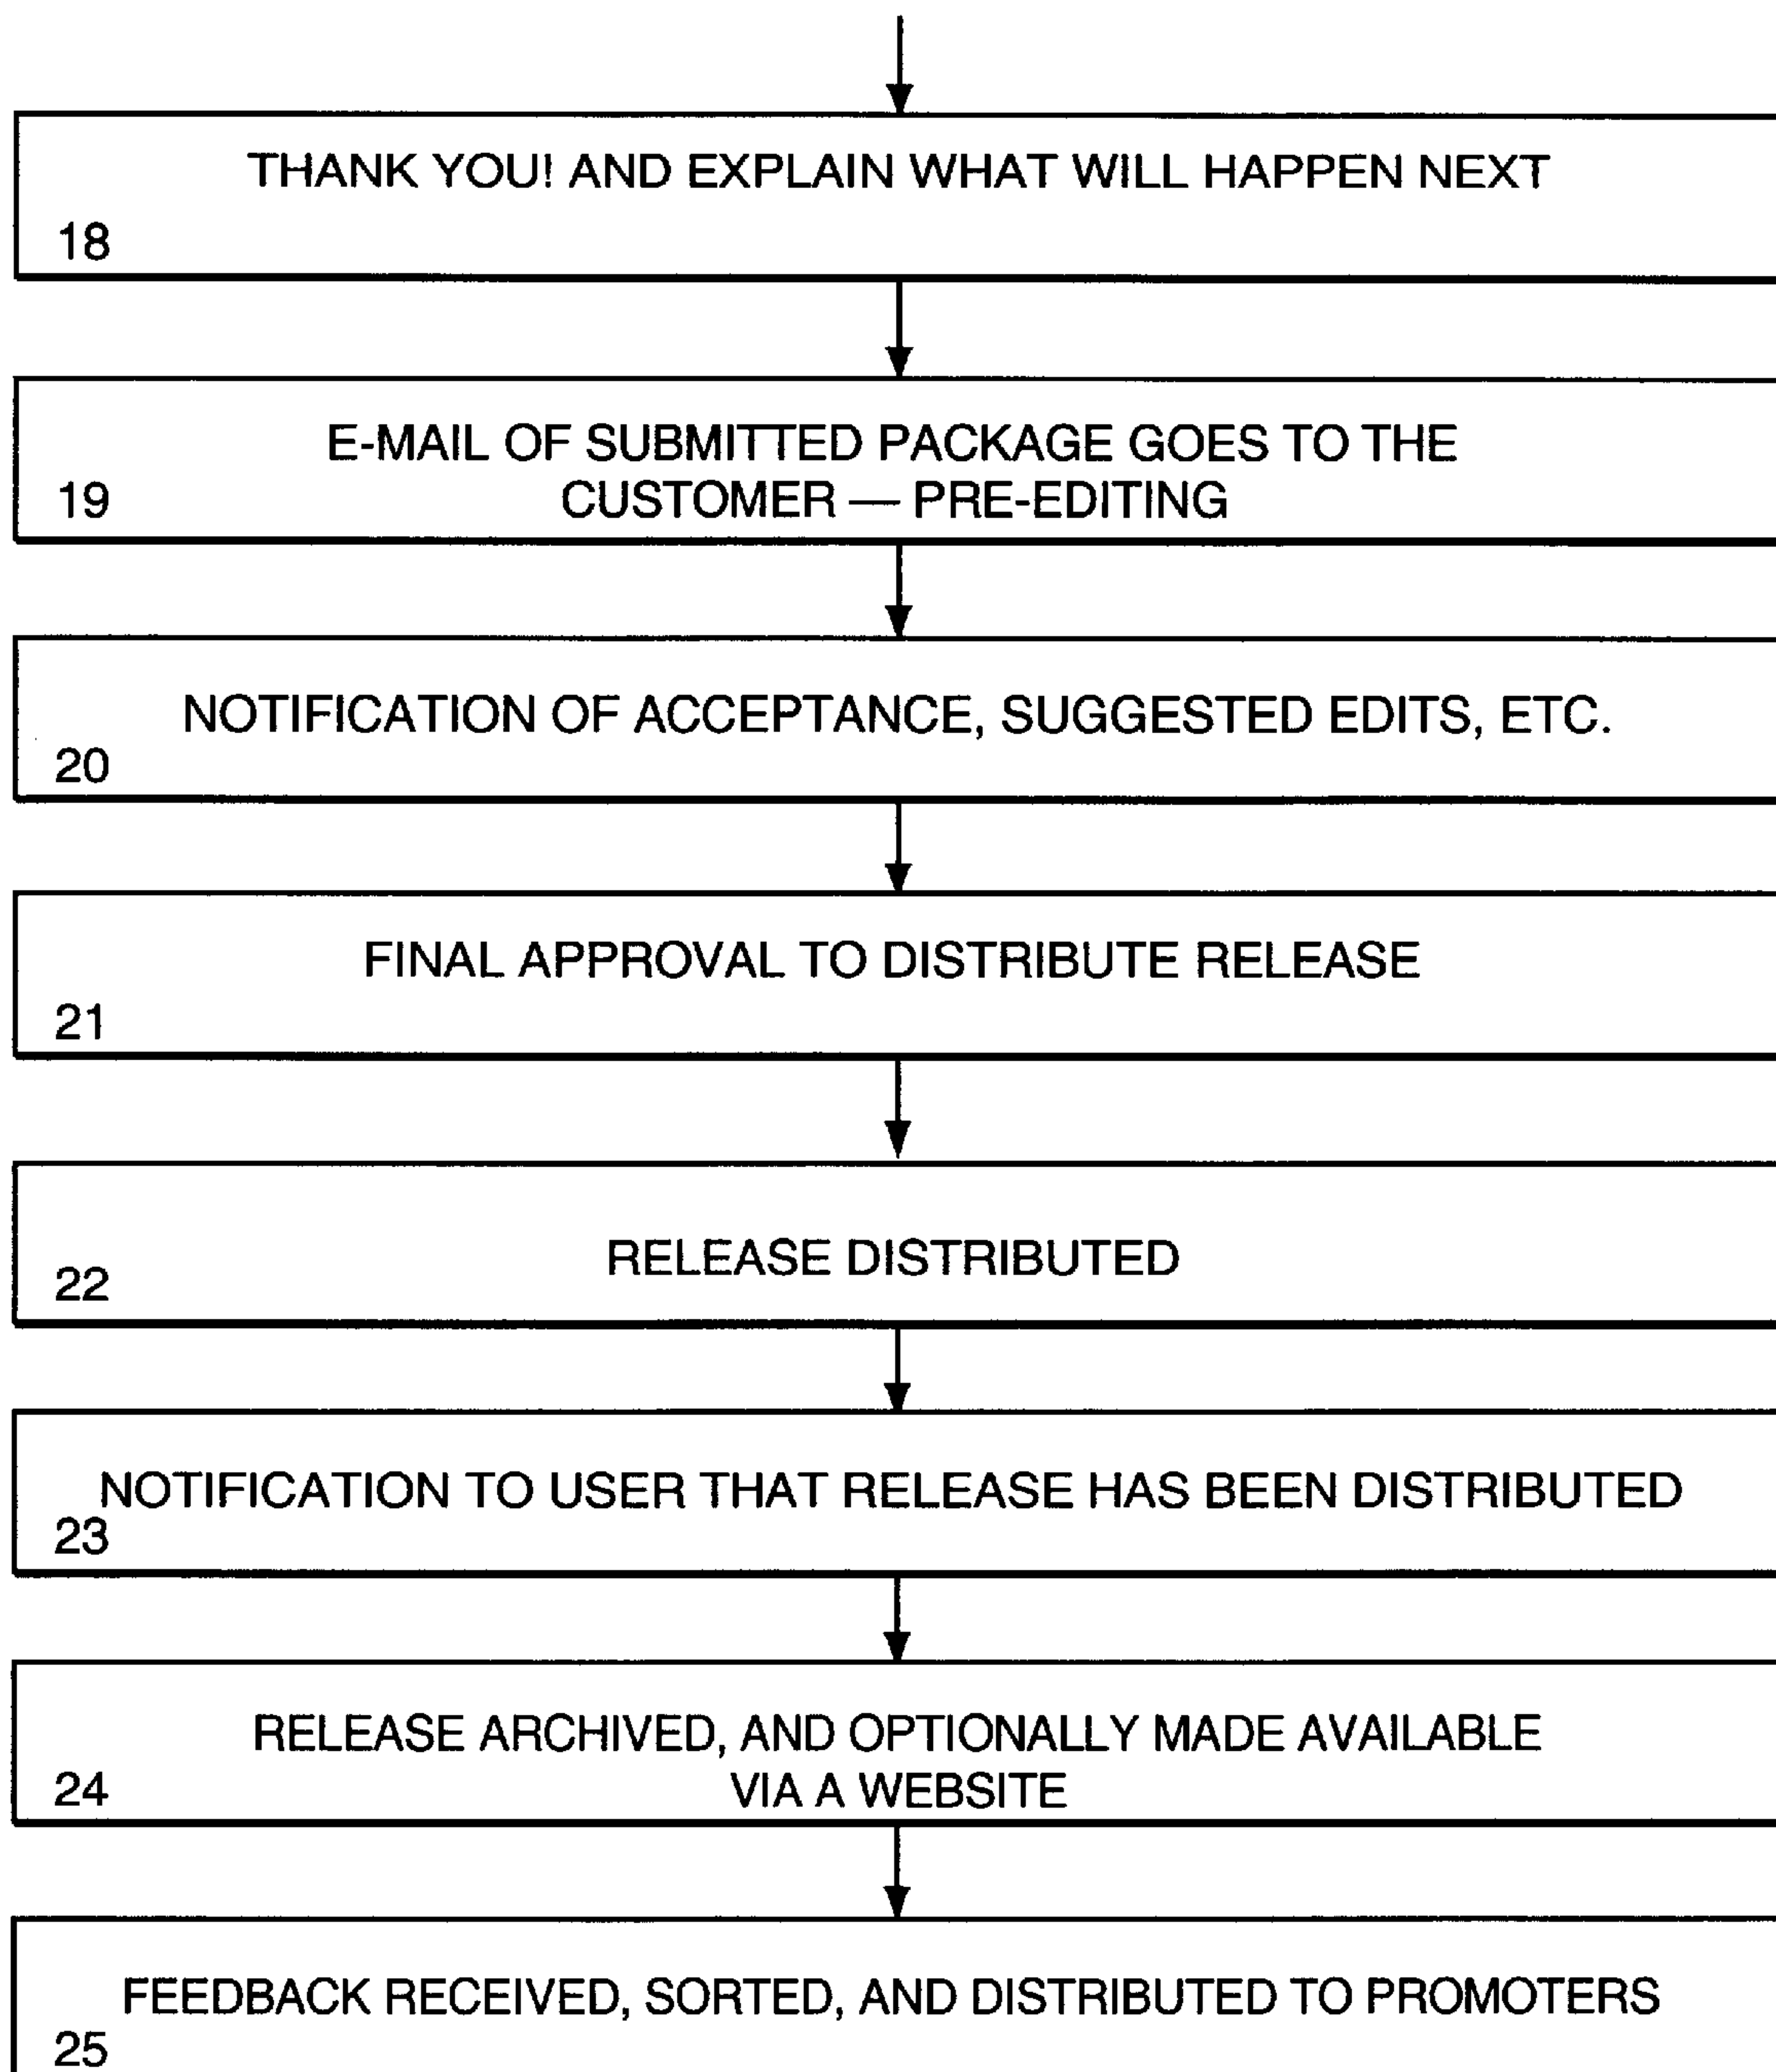 THANK YOU! AND EXPLAIN WHAT WILL HAPPEN NEXT
18
E-MAIL OF SUBMITTED PACKAGE GOES TO THE
CUSTOMER — PRE-EDITING
19
NOTIFICATION OF ACCEPTANCE, SUGGESTED EDITS, ETC.
20
FINAL APPROVAL TO DISTRIBUTE RELEASE
21
RELEASE DISTRIBUTED
22
NOTIFICATION TO USER THAT RELEASE HAS BEEN DISTRIBUTED
23
RELEASE ARCHIVED, AND OPTIONALLY MADE AVAILABLE
VIA A WEBSITE
24
FEEDBACK RECEIVED, SORTED, AND DISTRIBUTED TO PROMOTERS
25